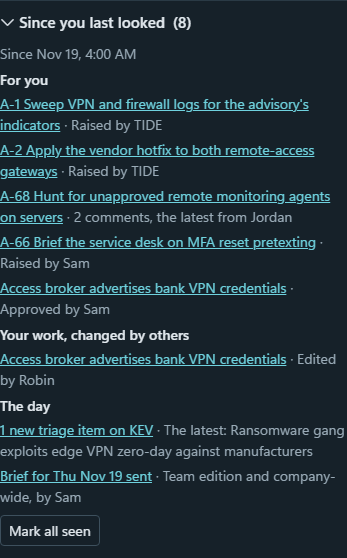 Since you last looked (8)
Since Nov 19, 4:00 AM
For you
A-1 Sweep VPN and firewall logs for the advisory's
indicators · Raised by TIDE
A-2 Apply the vendor hotfix to both remote-access
gateways · Raised by TIDE
A-68 Hunt for unapproved remote monitoring agents
on servers · 2 comments, the latest from Jordan
A-66 Brief the service desk on MFA reset pretexting ·
Raised by Sam
Access broker advertises bank VPN credentials ·
Approved by Sam
Your work, changed by others
Access broker advertises bank VPN credentials · Edited
by Robin
The day
1 new triage item on KEV · The latest: Ransomware gang
exploits edge VPN zero-day against manufacturers
Brief for Thu Nov 19 sent · Team edition and company-
wide, by Sam
Mark all seen